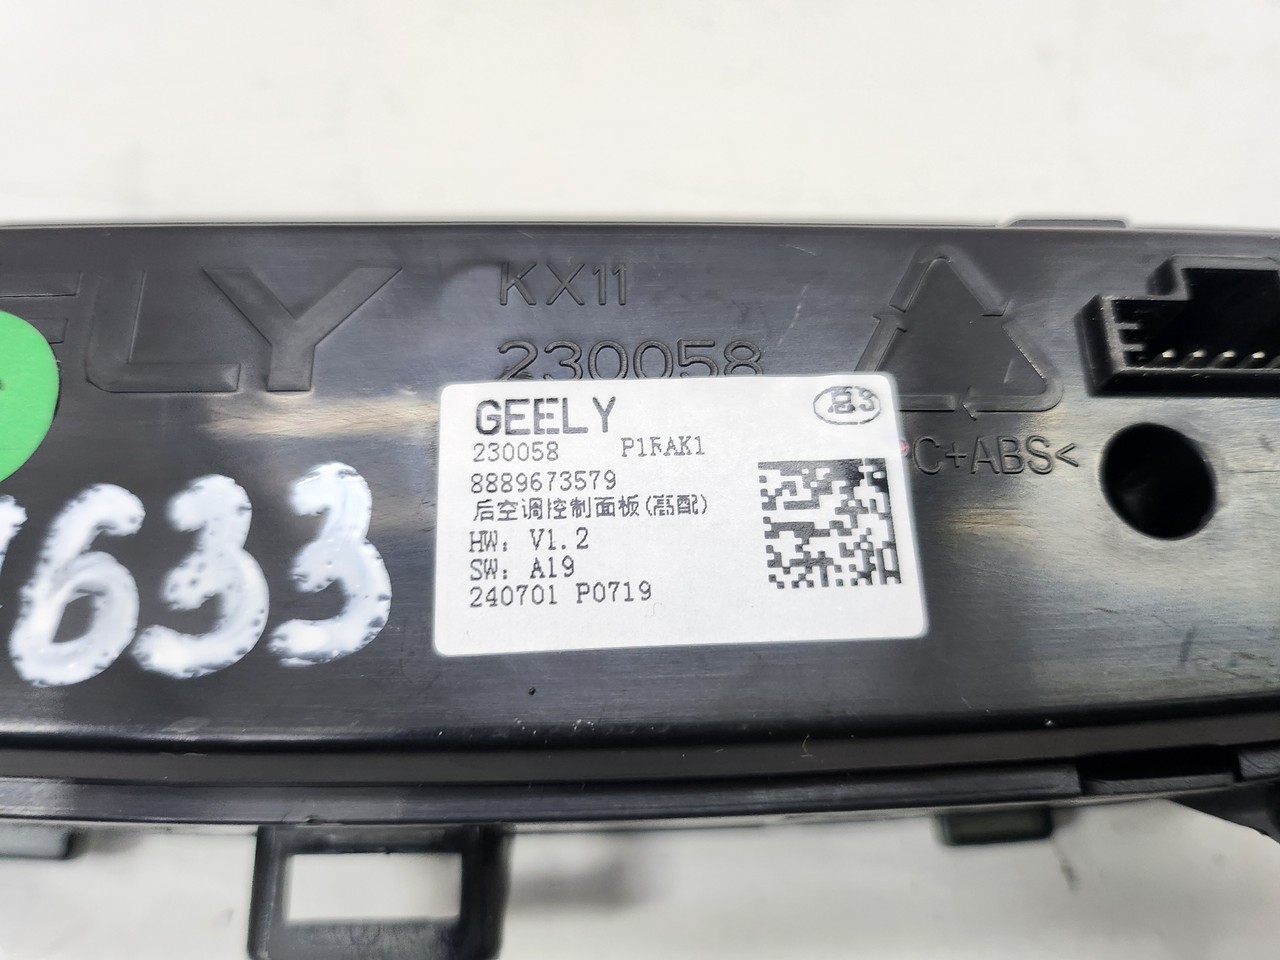 ELY
KX11
230058
GEELY
230058 P1FAK1
8889673579
后空调控制面板(高配)
HW: V1.2
SW: A19
240701 P0719
C+ABS<
633